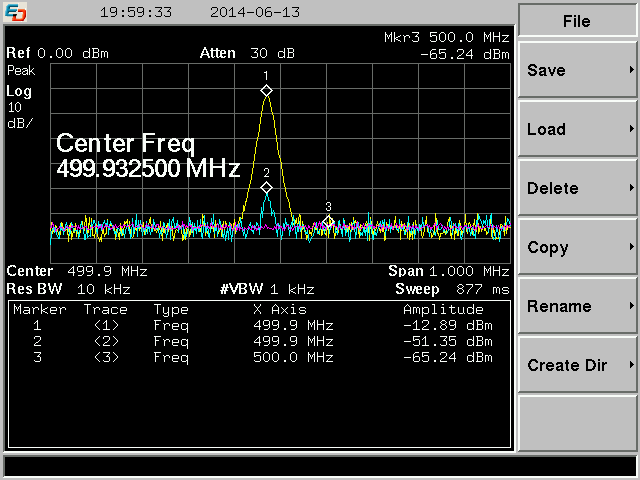 19:59:33 2014-06-13
File
Mkr3 500.0 MHz
Ref 0.00 dBm Atten 30 dB -65.24 dBm
Peak
Log
10
dB/
1
Center Freq
499.932500 MHz
2
3
Center 499.9 MHz Span 1.000 MHz
Res BW 10 kHz #VBW 1 kHz Sweep 877 ms
Marker Trace Type X Axis Amplitude
1 <1> Freq 499.9 MHz -12.89 dBm
2 <2> Freq 499.9 MHz -51.35 dBm
3 <3> Freq 500.0 MHz -65.24 dBm
Save
Load
Delete
Copy
Rename
Create Dir